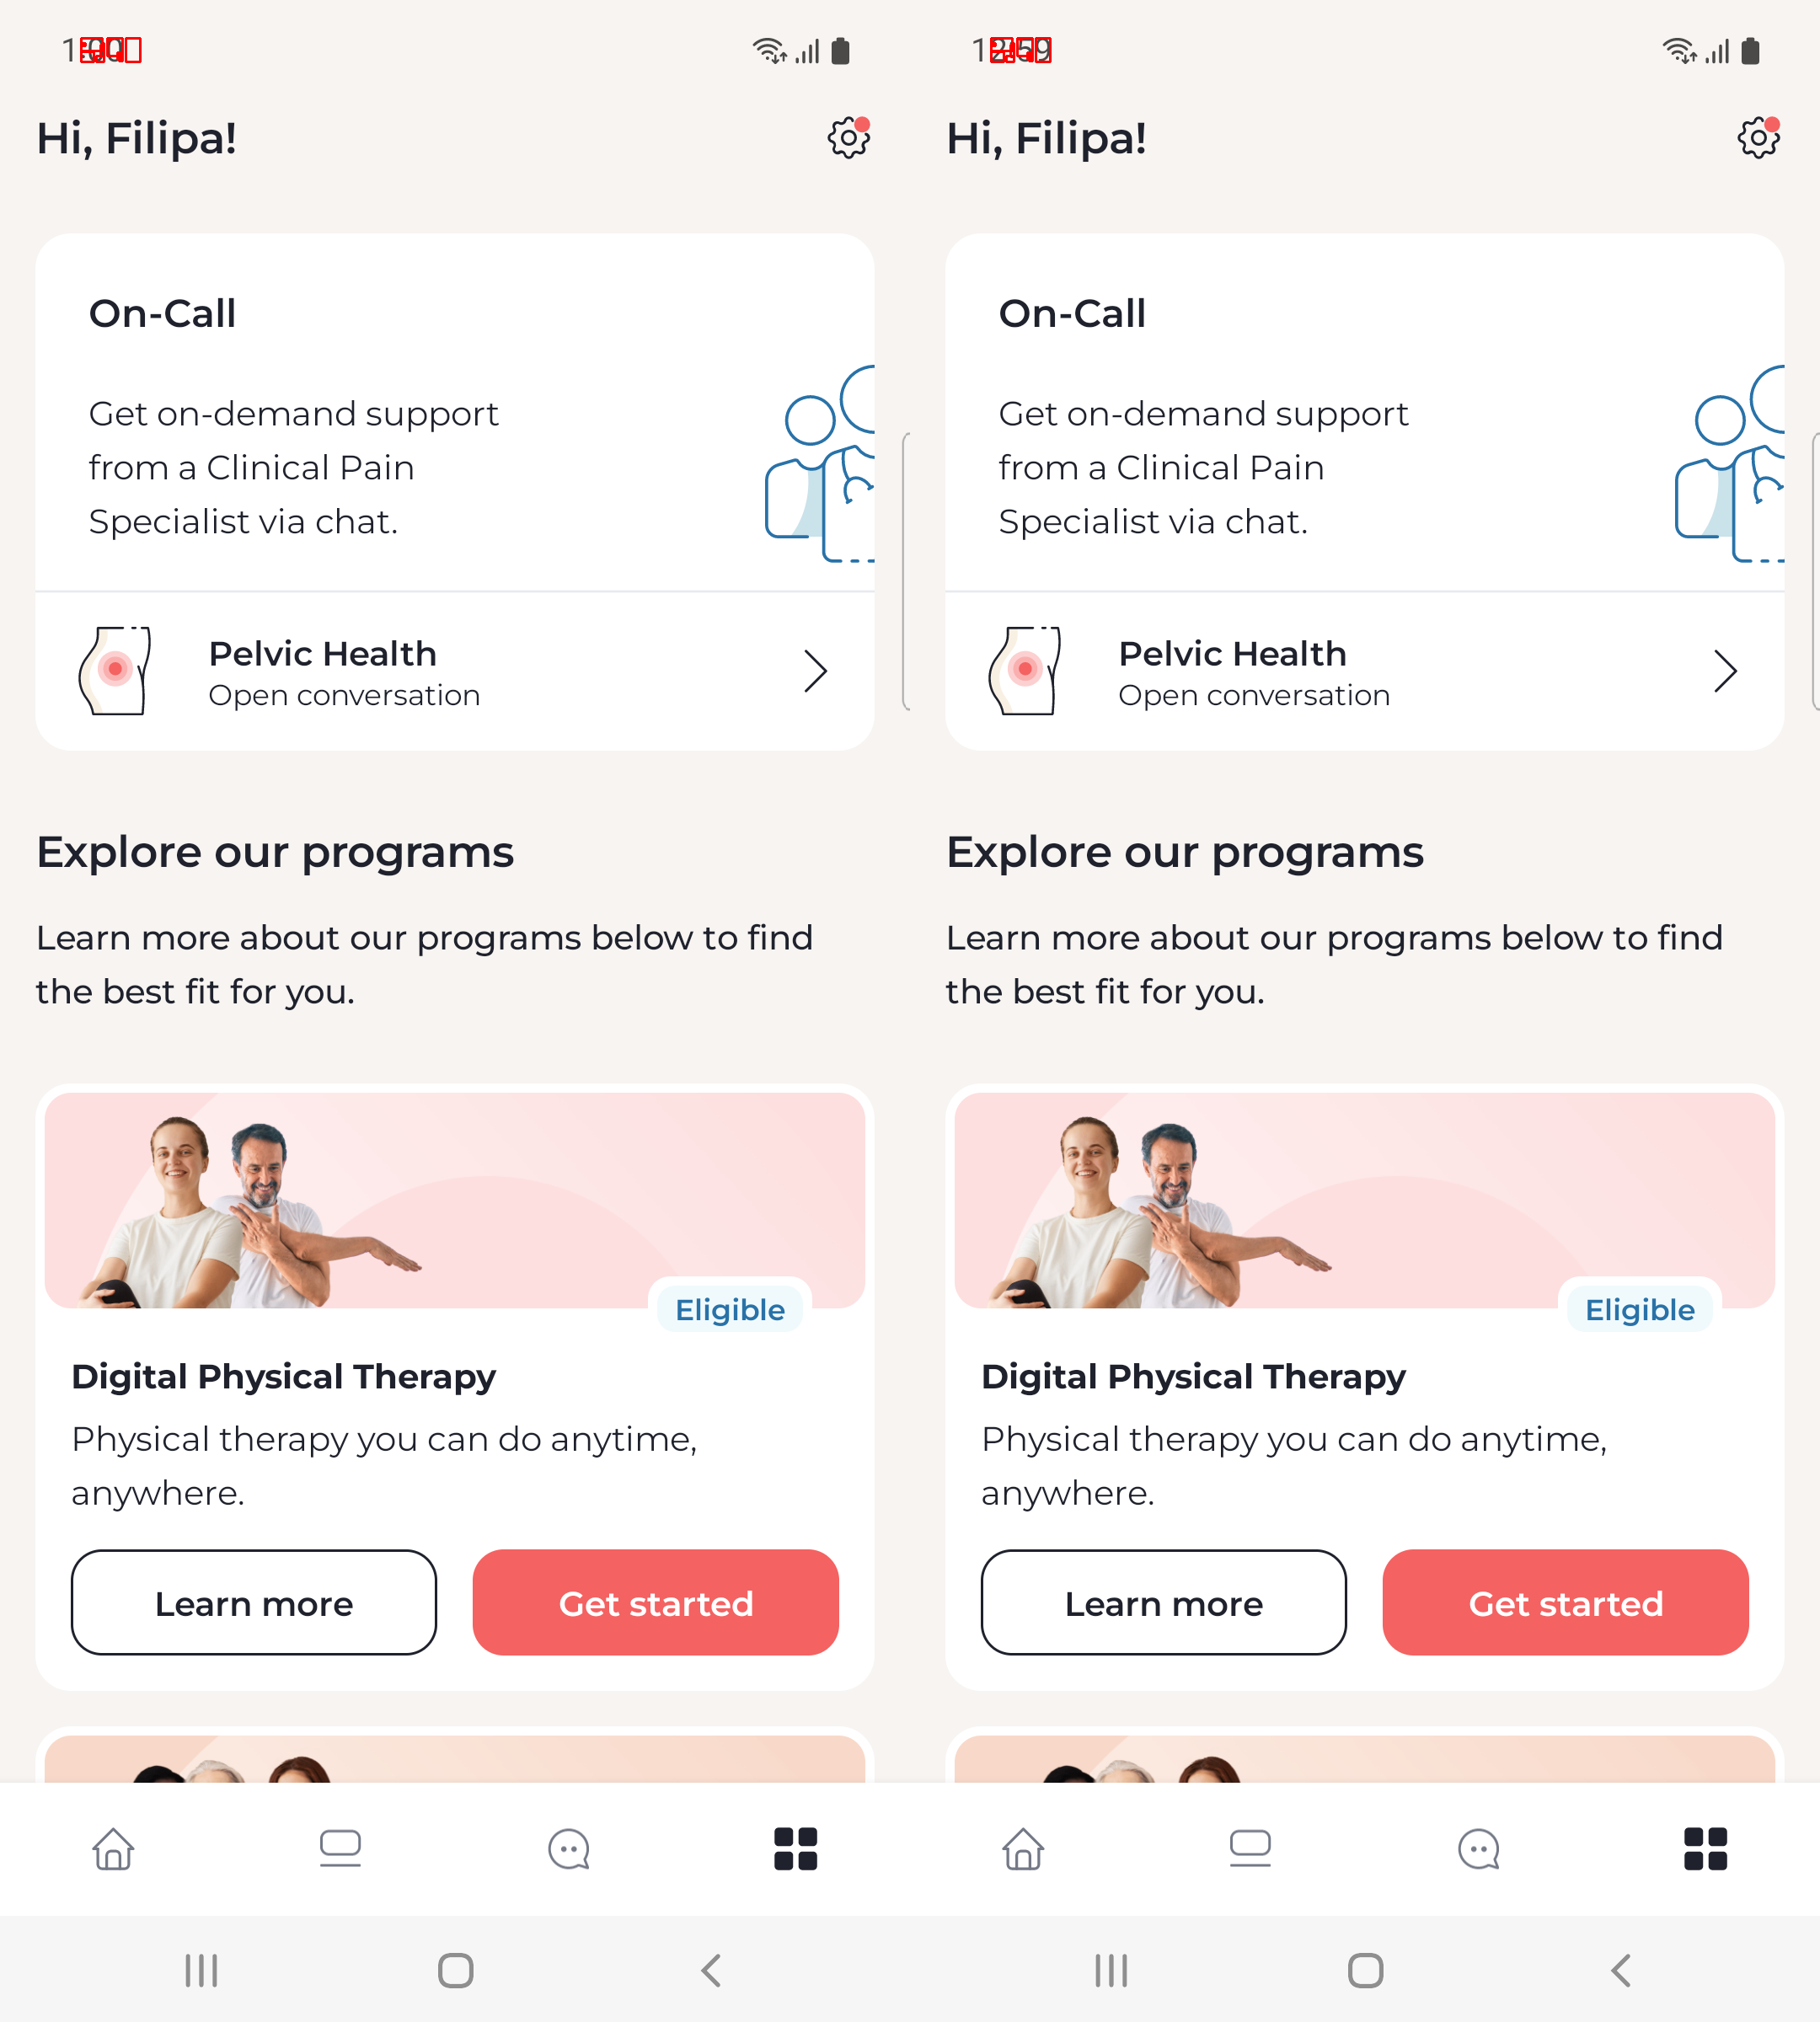 1:00
12:59
Hi, Filipa!
Hi, Filipa!
On-Call
Get on-demand support
from a Clinical Pain
Specialist via chat.
Pelvic Health
Open conversation
On-Call
Get on-demand support
from a Clinical Pain
Specialist via chat.
Pelvic Health
Open conversation
Explore our programs
Learn more about our programs below to find
the best fit for you.
Explore our programs
Learn more about our programs below to find
the best fit for you.
Eligible
Digital Physical Therapy
Physical therapy you can do anytime,
anywhere.
Learn more
Get started
Eligible
Digital Physical Therapy
Physical therapy you can do anytime,
anywhere.
Learn more
Get started